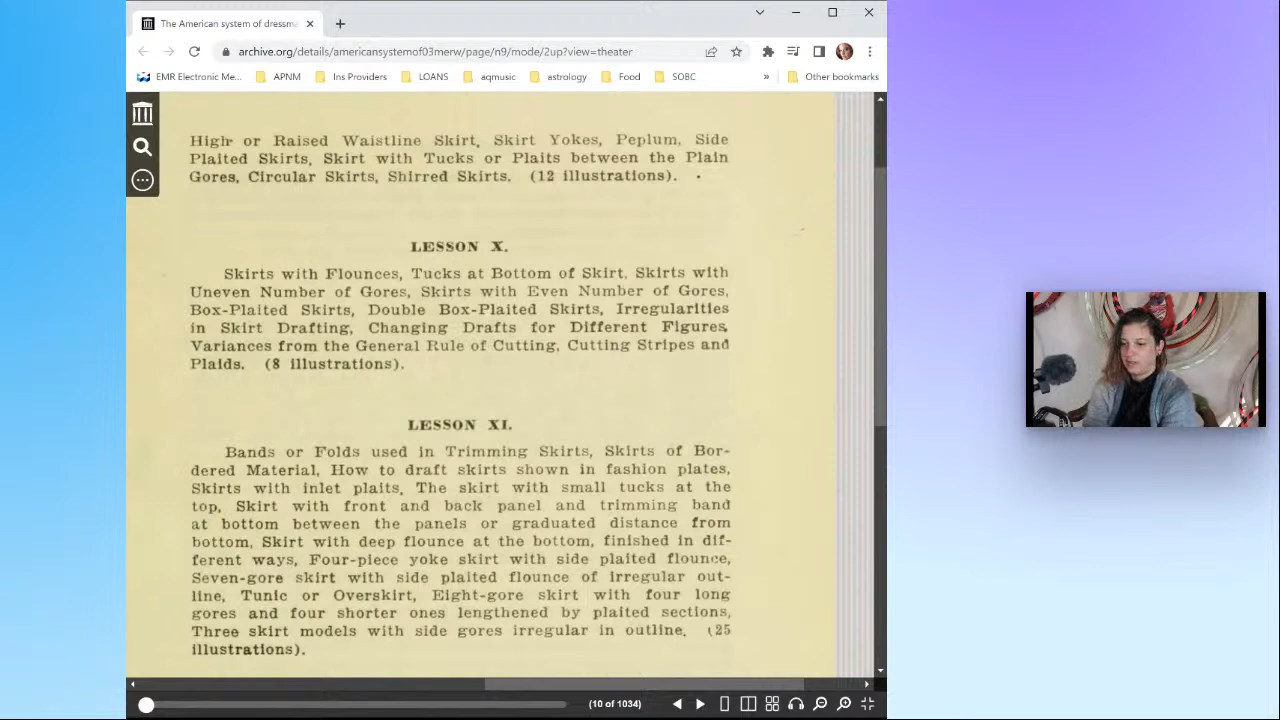 The American system of dressma
archive.org/details/americansystemof03merw/page/n9/mode/2up?view=theater
EMR Electronic Me...
APNM
Ins Providers
LOANS
aqmusic
astrology
Food
SOBC
»
Other bookmarks
High or Raised Waistline Skirt, Skirt Yokes, Peplum, Side
Plaited Skirts, Skirt with Tucks or Plaits between the Plain
Gores, Circular Skirts, Shirred Skirts. (12 illustrations).
LESSON X.
Skirts with Flounces, Tucks at Bottom of Skirt, Skirts with
Uneven Number of Gores, Skirts with Even Number of Gores,
Box-Plaited Skirts, Double Box-Plaited Skirts, Irregularities
in Skirt Drafting, Changing Drafts for Different Figures,
Variances from the General Rule of Cutting, Cutting Stripes and
Plaids. (8 illustrations).
LESSON XI.
Bands or Folds used in Trimming Skirts, Skirts of Bor-
dered Material, How to draft skirts shown in fashion plates,
Skirts with inlet plaits, The skirt with small tucks at the
top, Skirt with front and back panel and trimming band
at bottom between the panels or graduated distance from
bottom, Skirt with deep flounce at the bottom, finished in dif-
ferent ways, Four-piece yoke skirt with side plaited flounce,
Seven-gore skirt with side plaited flounce of irregular out-
line, Tunic or Overskirt, Eight-gore skirt with four long
gores and four shorter ones lengthened by plaited sections,
Three skirt models with side gores irregular in outline. (25
illustrations).
(10 of 1034)